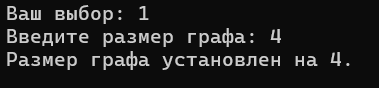 Ваш выбор: 1
Введите размер графа: 4
Размер графа установлен на 4.